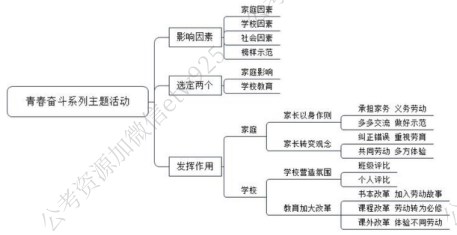 青春奋斗系列主题活动
影响因素
家庭因素
学校因素
社会因素
榜样示范
选定两个
家庭影响
学校教育
发挥作用
家庭
家长以身作则
承担家务 义务劳动
多多交流 做好示范
家长转变观念
纠正错误 重视劳育
共同劳动 多方体验
学校
学校营造氛围
班级评比
个人评比
教育加大改革
书本改革 加入劳动故事
课程改革 劳动转为必修
课外改革 体验不同劳动